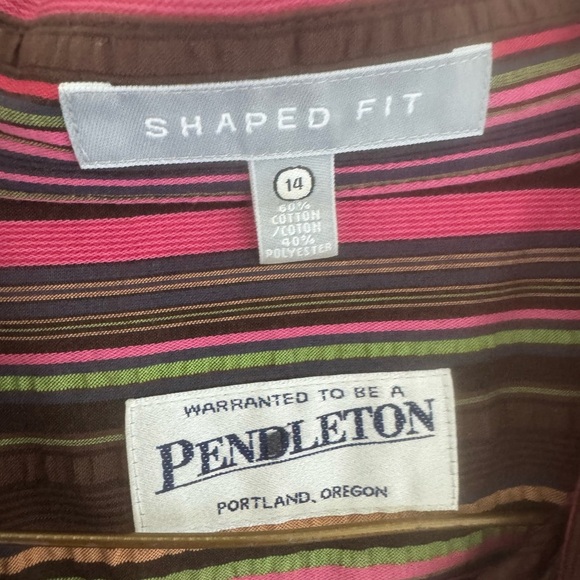 SHAPED FIT
14
60%
COTTON
/COTON
40%
POLYESTER
WARRANTED TO BE A
PENDLETON
PORTLAND, OREGON